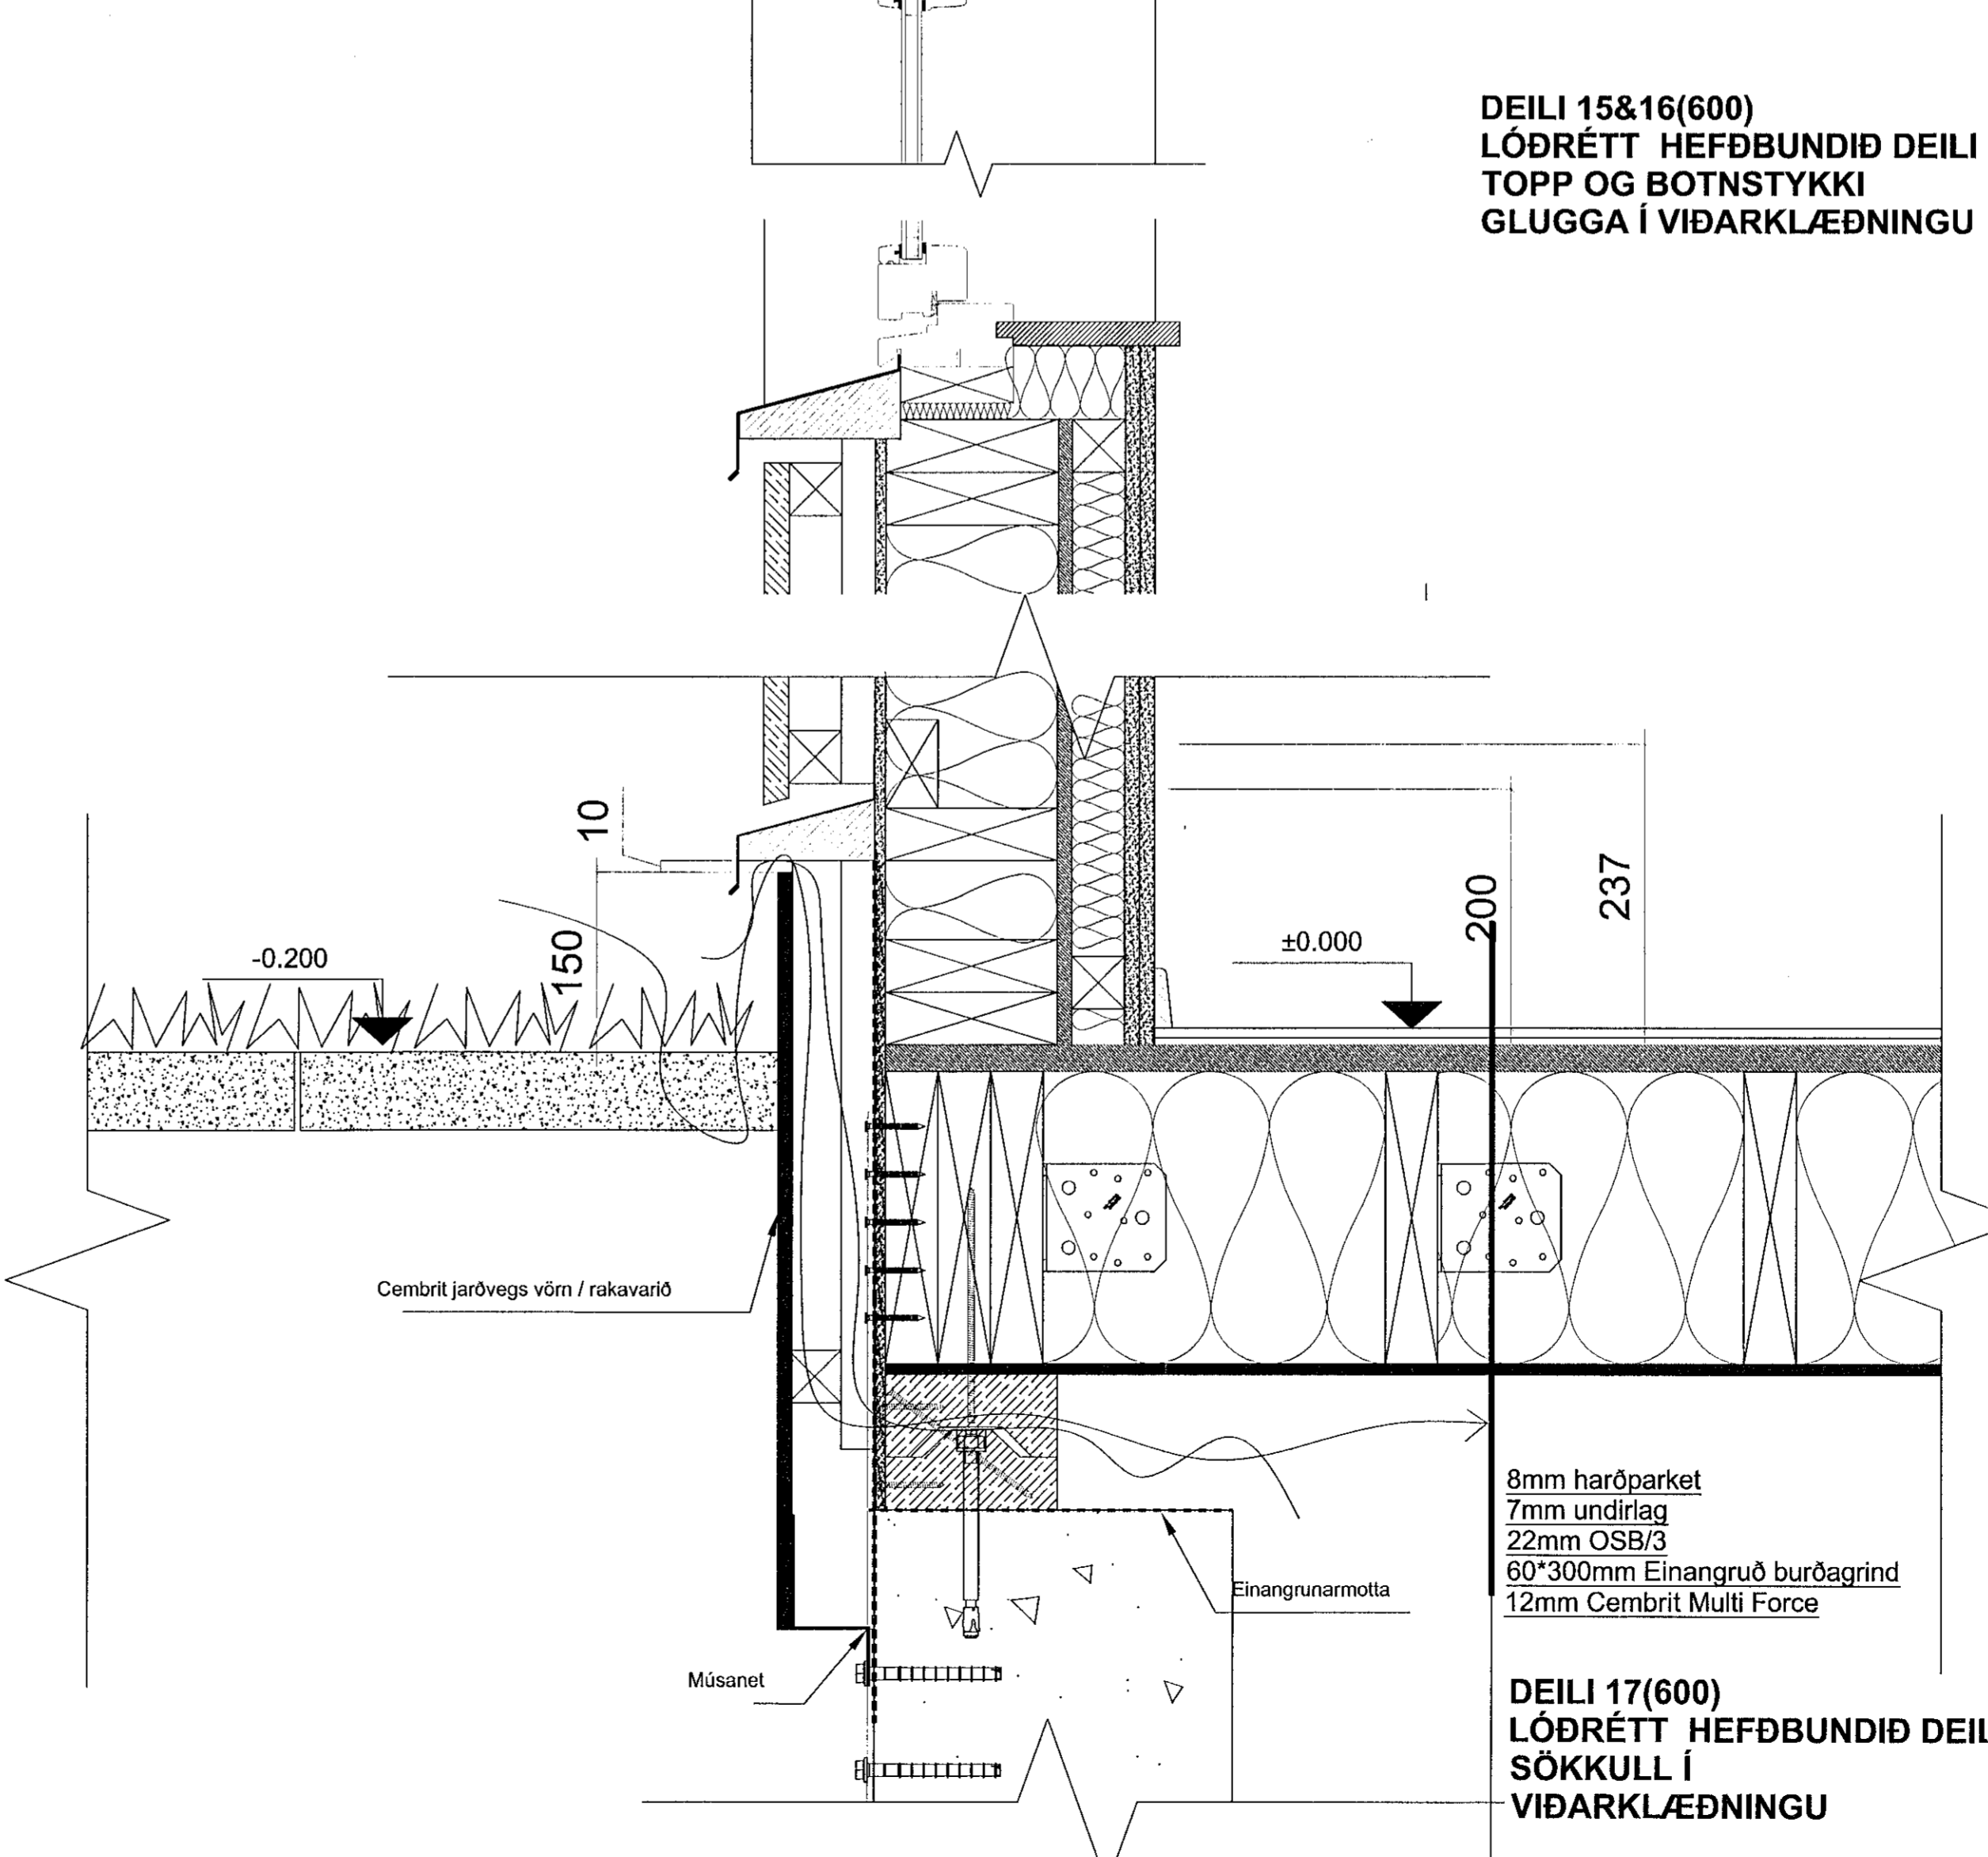 DEILI 15&16(600)
LÓÐRÉTT HEFÐBUNDIÐ DEILI
TOPP OG BOTNSTYKKI
GLUGGA Í VIÐARKLÆÐNINGU
10
237
200
150
-0.200
±0.000
Cembrit jarðvegs vörn / rakavarið
8mm harðparket
7mm undirlag
22mm OSB/3
60*300mm Einangruð burðagrind
12mm Cembrit Multi Force
Einangrunarmotta
Músanet
DEILI 17(600)
LÓÐRÉTT HEFÐBUNDIÐ DEIL
SÖKKULL Í
VIÐARKLÆÐNINGU